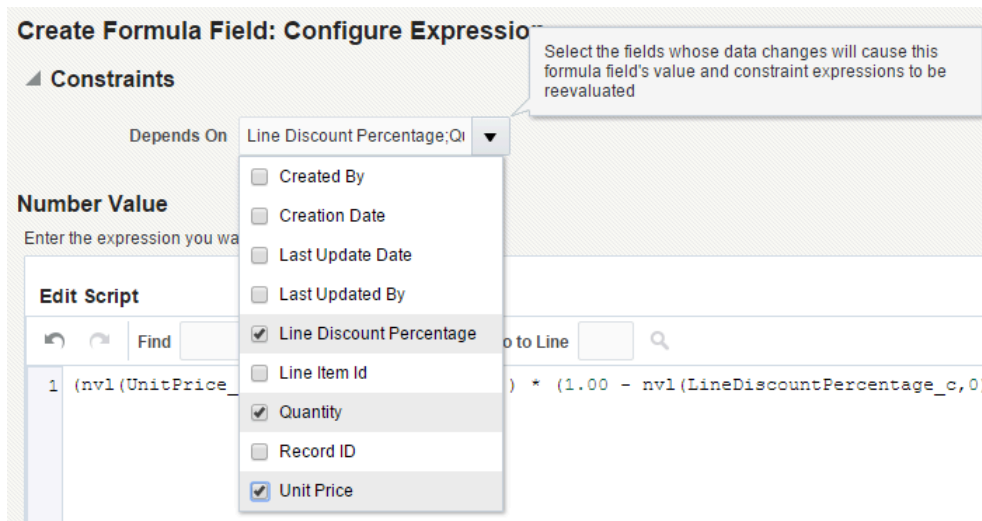 Create Formula Field: Configure Expression
Select the fields whose data changes will cause this
formula field's value and constraint expressions to be
reevaluated
Constraints
Depends On Line Discount Percentage;Qu
Created By
Creation Date
Last Update Date
Last Updated By
Line Discount Percentage
Line Item Id
Quantity
Record ID
Unit Price
Number Value
Enter the expression you wa
Edit Script
Find
o to Line
1 (nvl(UnitPrice_ ) * (1.00 - nvl(LineDiscountPercentage_c,0)